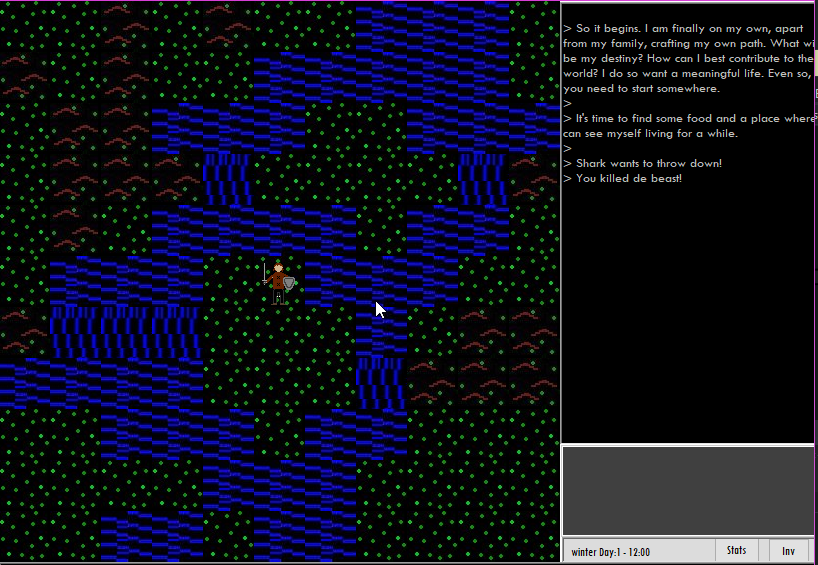 > So it begins. I am finally on my own, apart
from my family, crafting my own path. What wi
be my destiny? How can I best contribute to the
world? I do so want a meaningful life. Even so,
you need to start somewhere.
>
> It's time to find some food and a place where
can see myself living for a while.
>
> Shark wants to throw down!
> You killed de beast!
winter Day:1 - 12:00
Stats
Inv